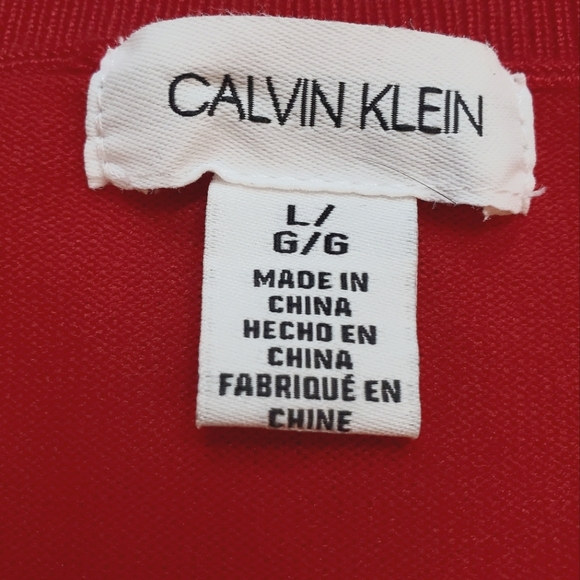 CALVIN KLEIN
L/
G/G
MADE IN
CHINA
HECHO EN
CHINA
FABRIQUÉ EN
CHINE